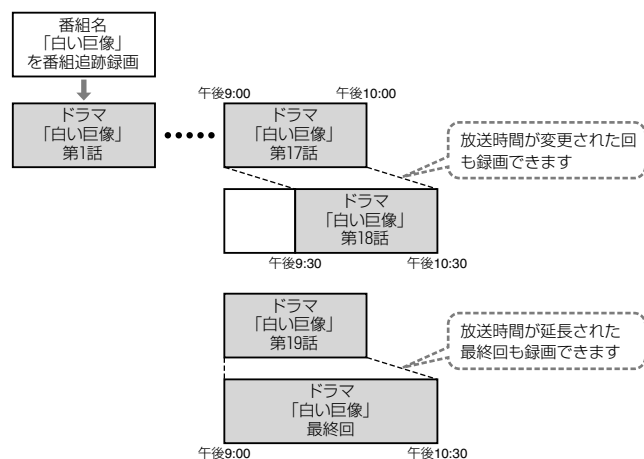 番組名
「白い巨像」
を番組追跡録画
ドラマ
「白い巨像」
第1話
午後9:00
午後10:00
ドラマ
「白い巨像」
第17話
放送時間が変更された回
も録画できます
ドラマ
「白い巨像」
第18話
午後9:30
午後10:30
ドラマ
「白い巨像」
第19話
放送時間が延長された
最終回も録画できます
ドラマ
「白い巨像」
最終回
午後9:00
午後10:30